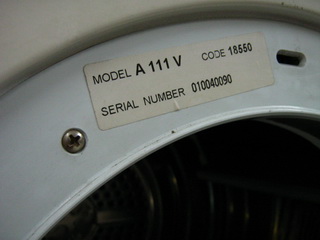 MODEL A 111 V CODE 18550
SERIAL NUMBER 010040090